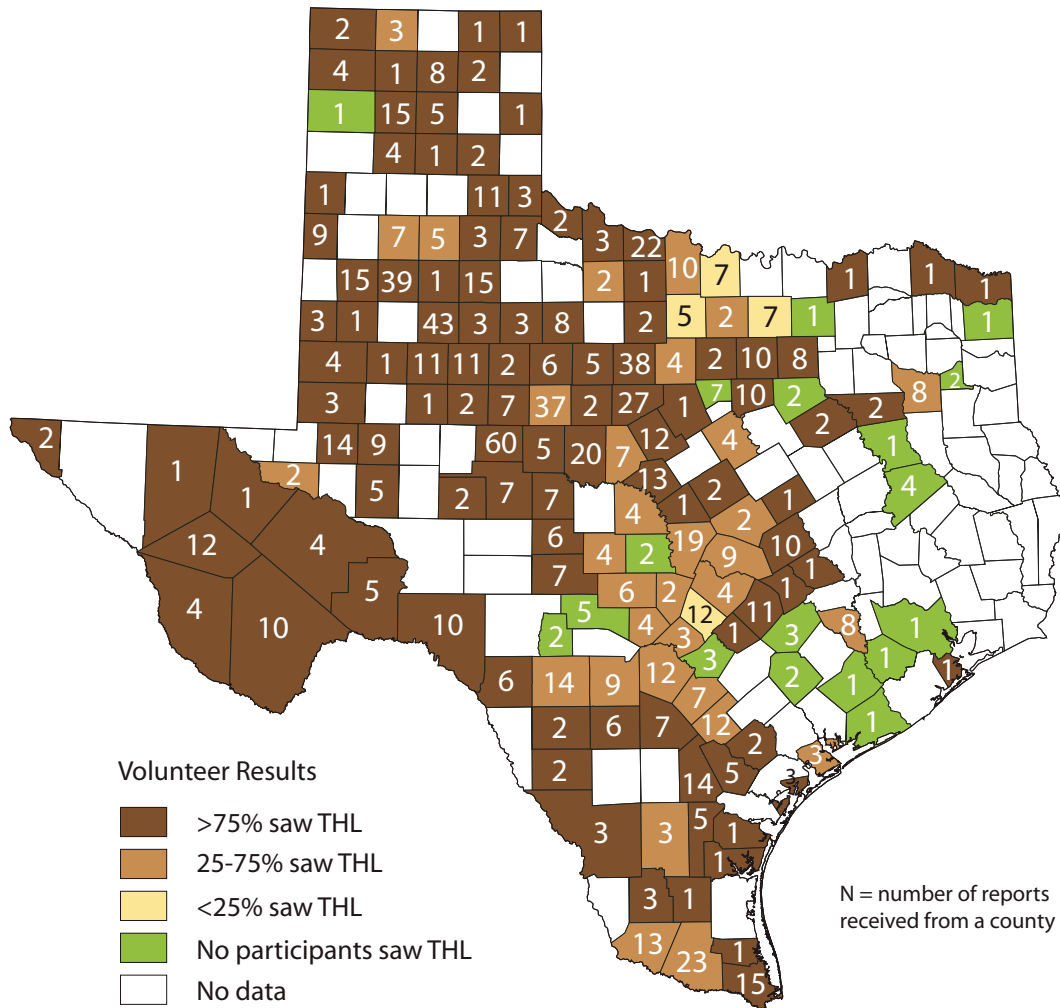 2 3 1 1
4 1 8 2
1 15 5 1
4 1 2
1 11 3
9 7 5 3 7 2 3 22 10 7
15 39 1 15 2 1 1 1 1
3 1 43 3 3 8 2 5 2 7 1 1
4 1 11 11 2 6 5 38 4 2 10 8
3 1 2 7 37 2 27 1 7 10 2 2 8 2
2 14 9 60 5 20 7 12 4 2 1
1 2 5 2 7 7 13 1 2 1 4
1 4 6 4 19 2 10
12 7 4 2 9
4 10 5 10 6 2 4 11 1 1
5 2 4 3 12 1 3 8 1
6 14 9 12 3 2 1 1
2 6 7 7 12 2 1 1
2 14 5 3
3 3 5 1 3
1
3 1
13 23 1
15
Volunteer Results
>75% saw THL
25-75% saw THL
<25% saw THL
No participants saw THL
No data
N = number of reports
received from a county